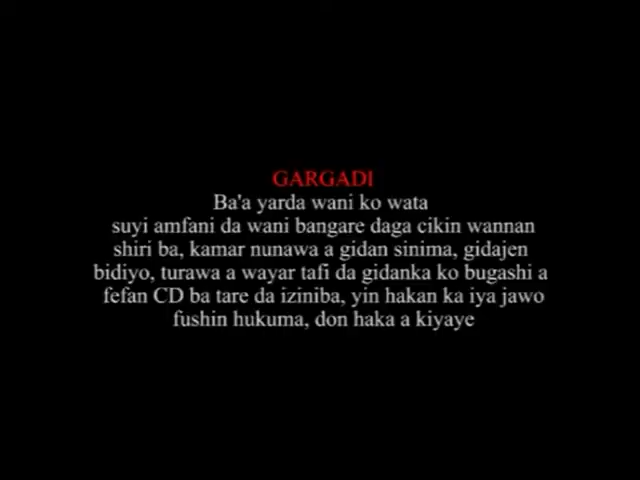 GARGADI
Ba'a yarda wani ko wata
suyi amfani da wani bangare daga cikin wannan
shiri ba, kamar nunawa a gidan sinima, gidajen
bidiyo, turawa a wayar tafi da gidanka ko bugashi a
fefan CD ba tare da iziniba, yin hakan ka iya jawo
fushin hukuma, don haka a kiyaye